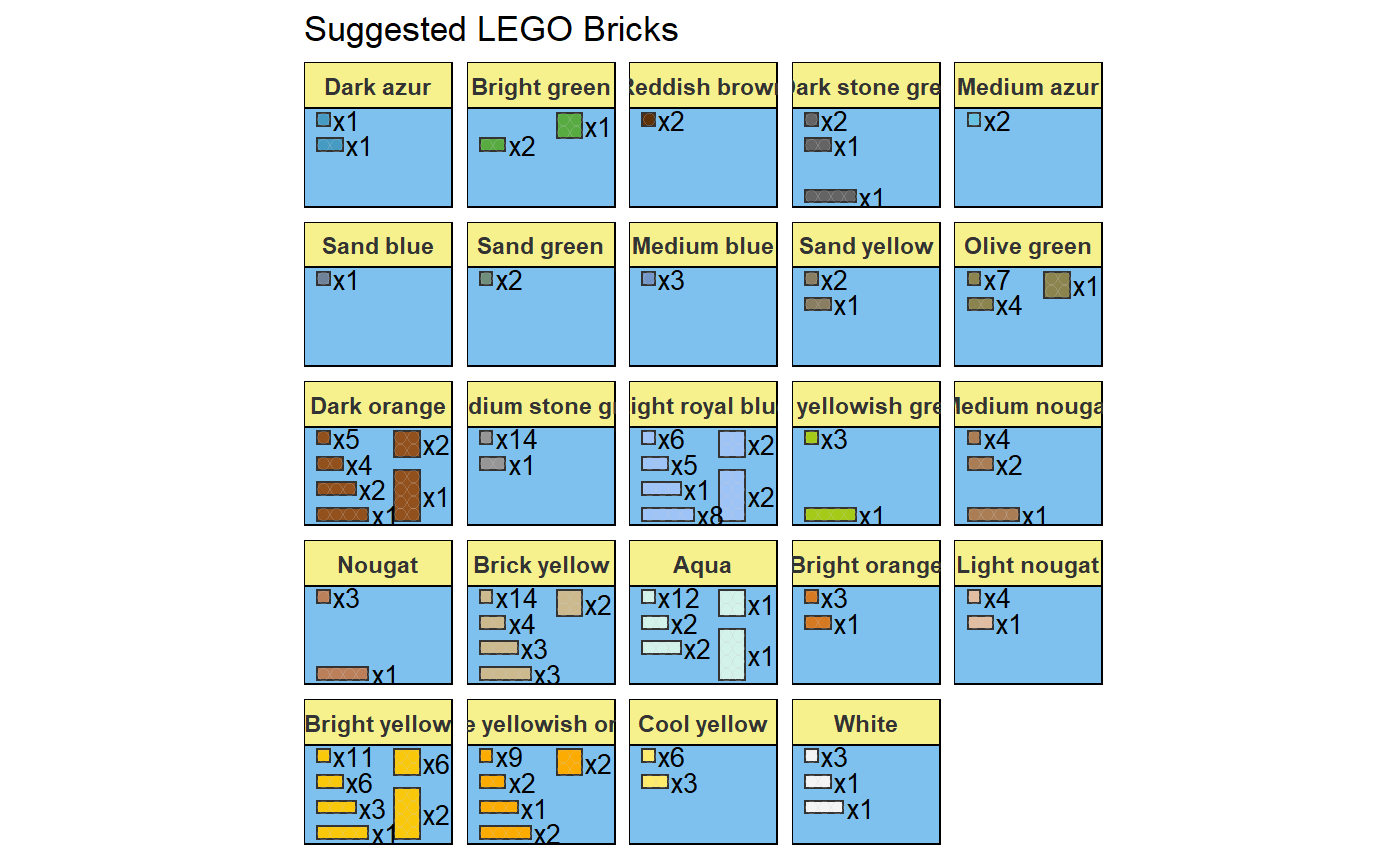 Suggested LEGO Bricks
Dark azur
x1
x1
Bright green
x1
x2
Reddish brown
x2
Dark stone gre
x2
x1
x1
Medium azur
x2
Sand blue
x1
Sand green
x2
Medium blue
x3
Sand yellow
x2
x1
Olive green
x7
x1
x4
Dark orange
x5
x2
x4
x2
x1
x1
dium stone g
x14
x1
ight royal blu
x6
x2
x5
x1
x2
x8
yellowish gre
x3
x1
Medium nouga
x4
x2
x1
Nougat
x3
x1
Brick yellow
x14
x2
x4
x3
x3
Aqua
x12
x1
x2
x2
x1
Bright orange
x3
x1
Light nougat
x4
x1
Bright yellow
x11
x6
x6
x3
x2
x1
e yellowish or
x9
x2
x2
x1
x2
Cool yellow
x6
x3
White
x3
x1
x1